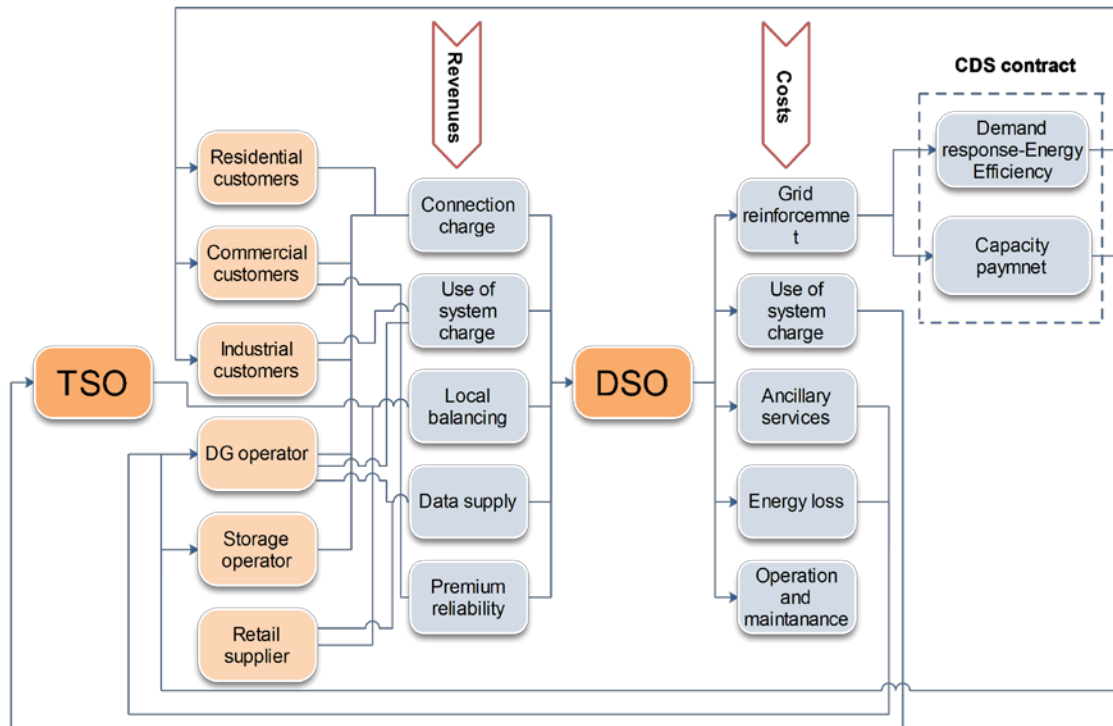 Revenues
Costs
CDS contract
Residential
customers
Commercial
customers
Industrial
customers
TSO
DG operator
Storage
operator
Retail
supplier
Connection
charge
Use of
system
charge
Local
balancing
Data supply
Premium
reliability
DSO
Grid
reinforcemne
t
Use of
system
charge
Ancillary
services
Energy loss
Operation
and
maintanance
Demand
response-Energy
Efficiency
Capacity
paymnet